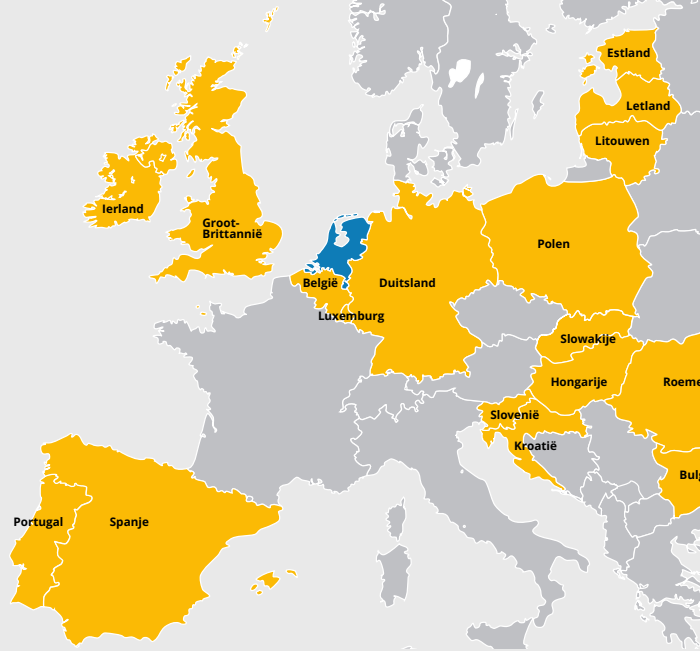 Estland
Letland
Litouwen
Ierland
Groot-
Brittannië
Polen
België
Duitsland
Luxemburg
Slowakije
Hongarije
Roeme
Slovenië
Kroatië
Bulg
Portugal
Spanje